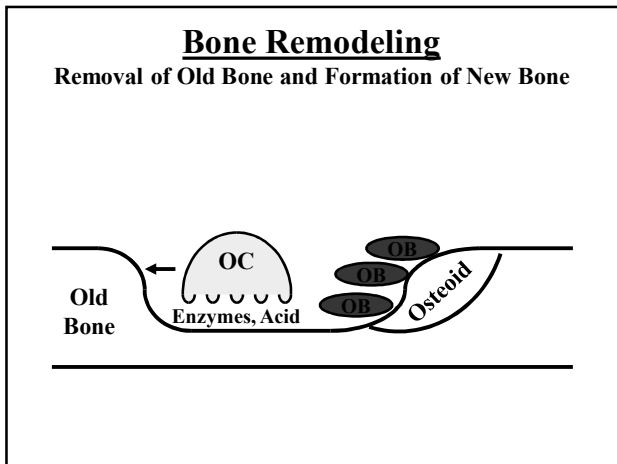 Bone Remodeling
Removal of Old Bone and Formation of New Bone
OB
OC
OB
Old
Bone
OB
Enzymes, Acid
Osteoid